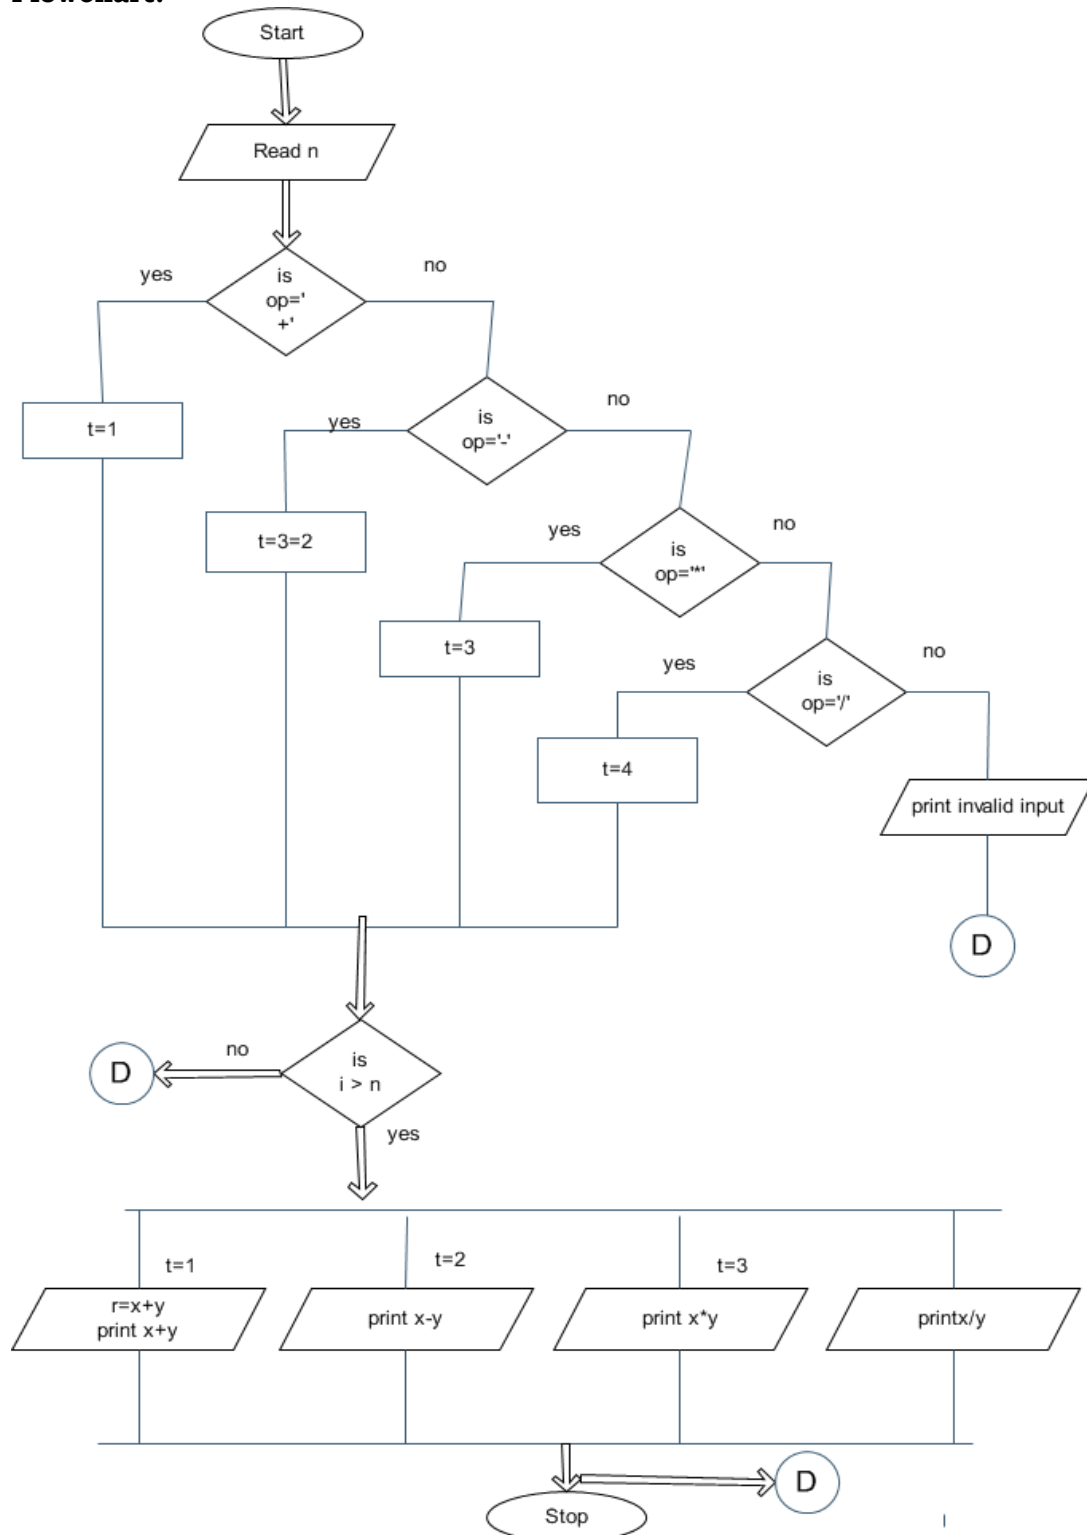 Flowchart:
Start
Read n
yes
no
is
op='
+'
t=1
yes
no
is
op='-'
t=3=2
yes
no
is
op='*'
t=3
yes
no
is
op='/'
t=4
print invalid input
D
D
no
is
i > n
yes
t=1
t=2
t=3
r=x+y
print x+y
print x-y
print x*y
printx/y
D
Stop